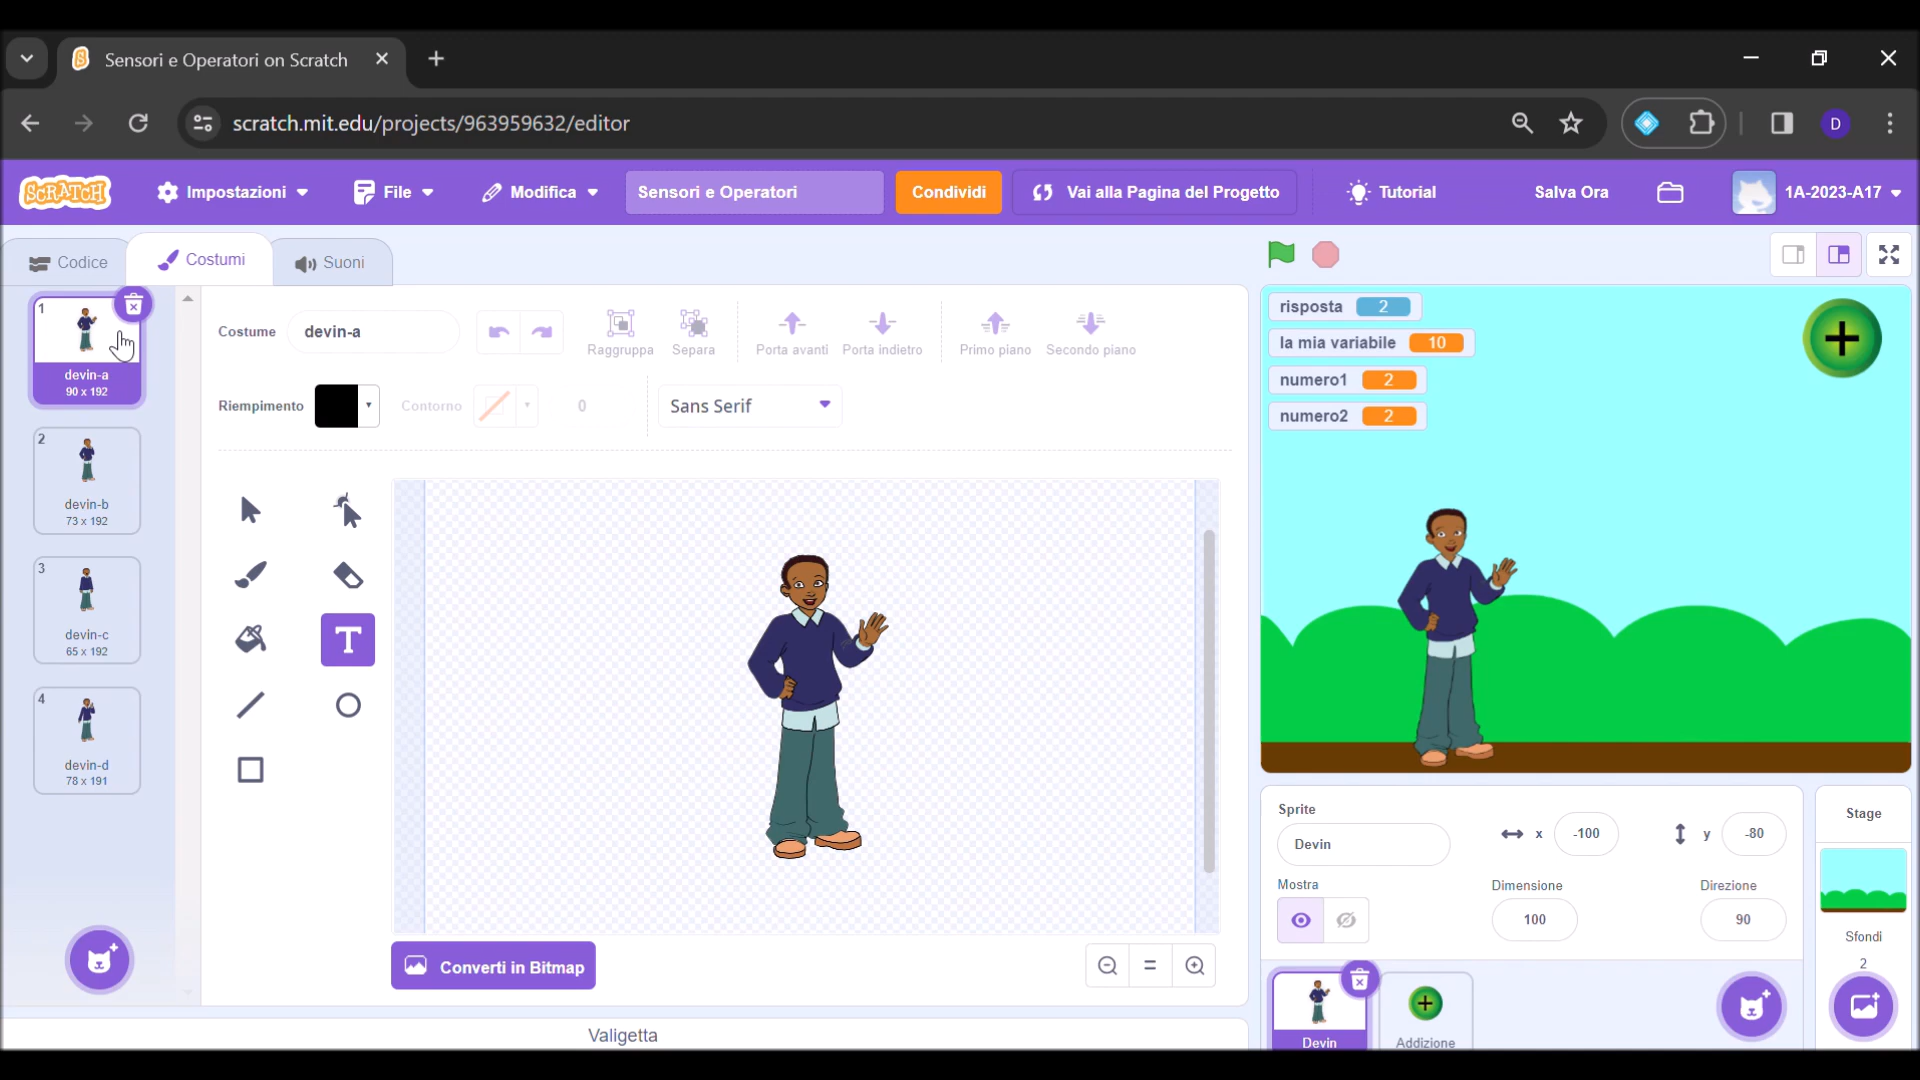 Sensori e Operatori on Scratch
scratch.mit.edu/projects/963959632/editor
D
SCRATCH
Impostazioni
File
Modifica
Sensori e Operatori
Condividi
Vai alla Pagina del Progetto
Tutorial
Salva Ora
1A-2023-A17
Codice
Costumi
Suoni
1
devin-a
90 x 192
2
devin-b
73 x 192
3
devin-c
65 x 192
4
devin-d
78 x 191
Costume
devin-a
Raggruppa
Separa
Porta avanti
Porta indietro
Primo piano
Secondo piano
Riempimento
Contorno
0
Sans Serif
T
Converti in Bitmap
Valigetta
risposta 2
la mia variabile 10
numero1 2
numero2 2
Sprite
Devin
x -100
y -80
Mostra
Dimensione
100
Direzione
90
Devin
Addizione
Stage
Sfondi
2